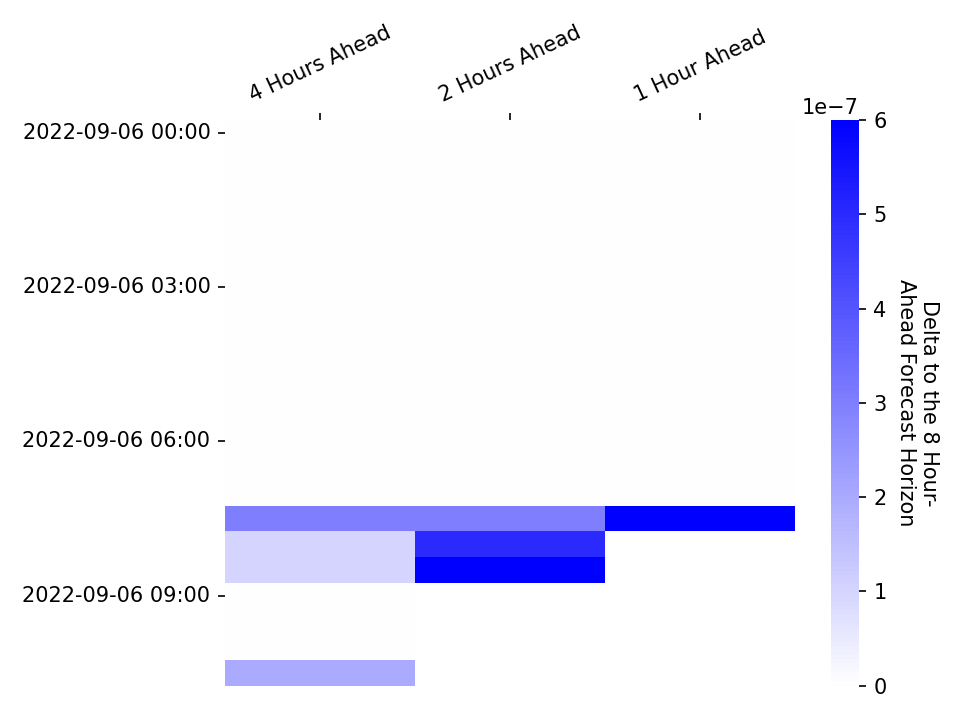 4 Hours Ahead
2 Hours Ahead
1 Hour Ahead
2022-09-06 00:00
2022-09-06 03:00
2022-09-06 06:00
2022-09-06 09:00
1e−7
6
5
4
3
2
1
0
Delta to the 8 Hour-
Ahead Forecast Horizon